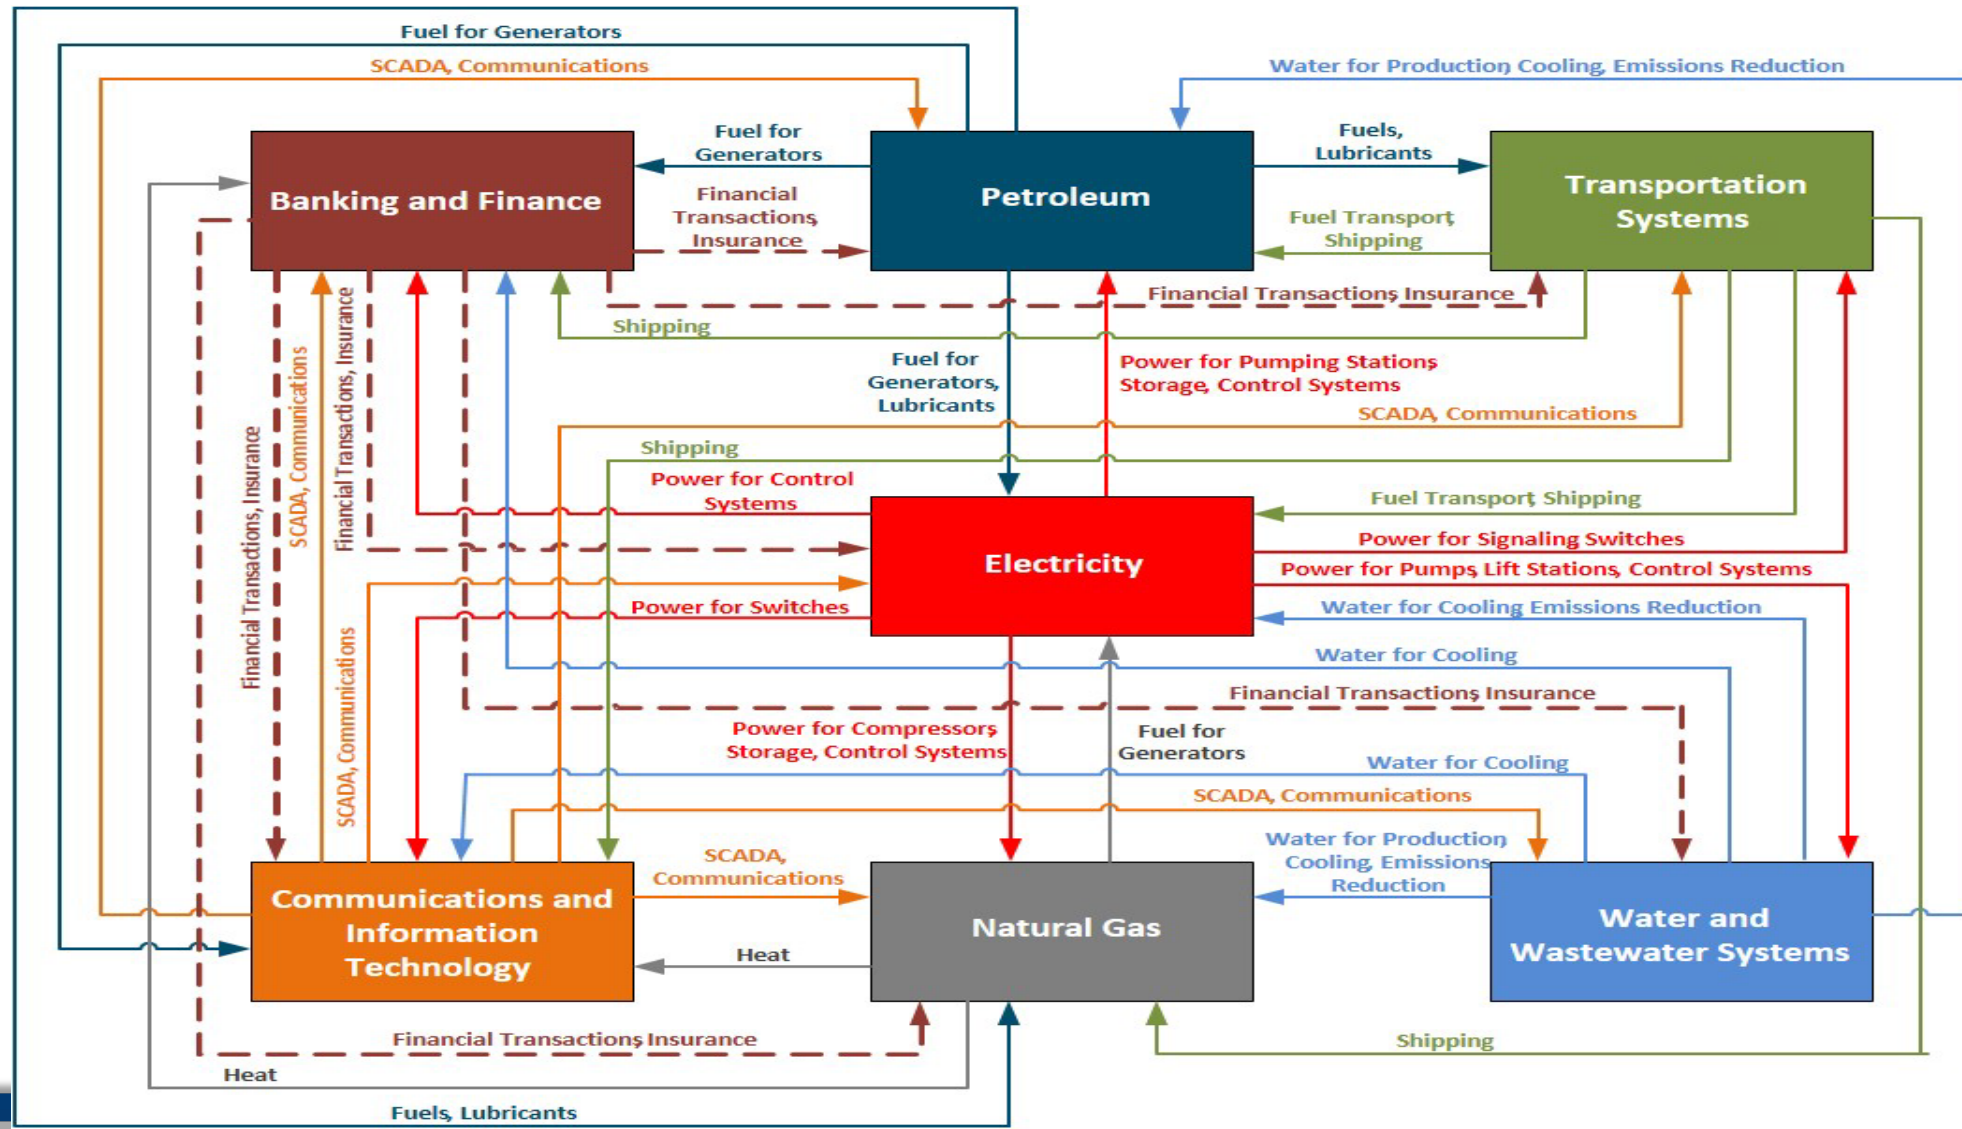 Fuel for Generators
SCADA, Communications
Water for Production, Cooling, Emissions Reduction
Fuel for
Generators
Fuels,
Lubricants
Banking and Finance
Petroleum
Transportation
Systems
Financial
Transactions,
Insurance
Fuel Transport,
Shipping
Financial Transactions, Insurance
Shipping
Fuel for
Generators,
Lubricants
Power for Pumping Stations,
Storage, Control Systems
SCADA, Communications
Shipping
Financial Transactions, Insurance
SCADA, Communications
Financial Transactions, Insurance
SCADA, Communications
Power for Control
Systems
Fuel Transport, Shipping
Power for Signaling Switches
Electricity
Power for Pumps, Lift Stations, Control Systems
Power for Switches
Water for Cooling, Emissions Reduction
Water for Cooling
Financial Transactions, Insurance
Power for Compressors,
Storage, Control Systems
Fuel for
Generators
Water for Cooling
SCADA, Communications
SCADA,
Communications
Water for Production,
Cooling, Emissions
Reduction
Communications and
Information
Technology
Natural Gas
Water and
Wastewater Systems
Heat
Financial Transactions, Insurance
Shipping
Heat
Fuels, Lubricants